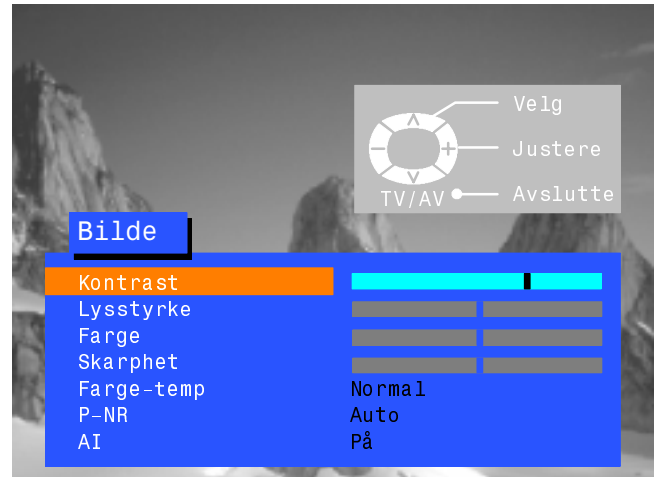 Velg
Justere
TV/AV Avslutte
Bilde
Kontrast
Lysstyrke
Farge
Skarphet
Farge-temp Normal
P-NR Auto
AI På